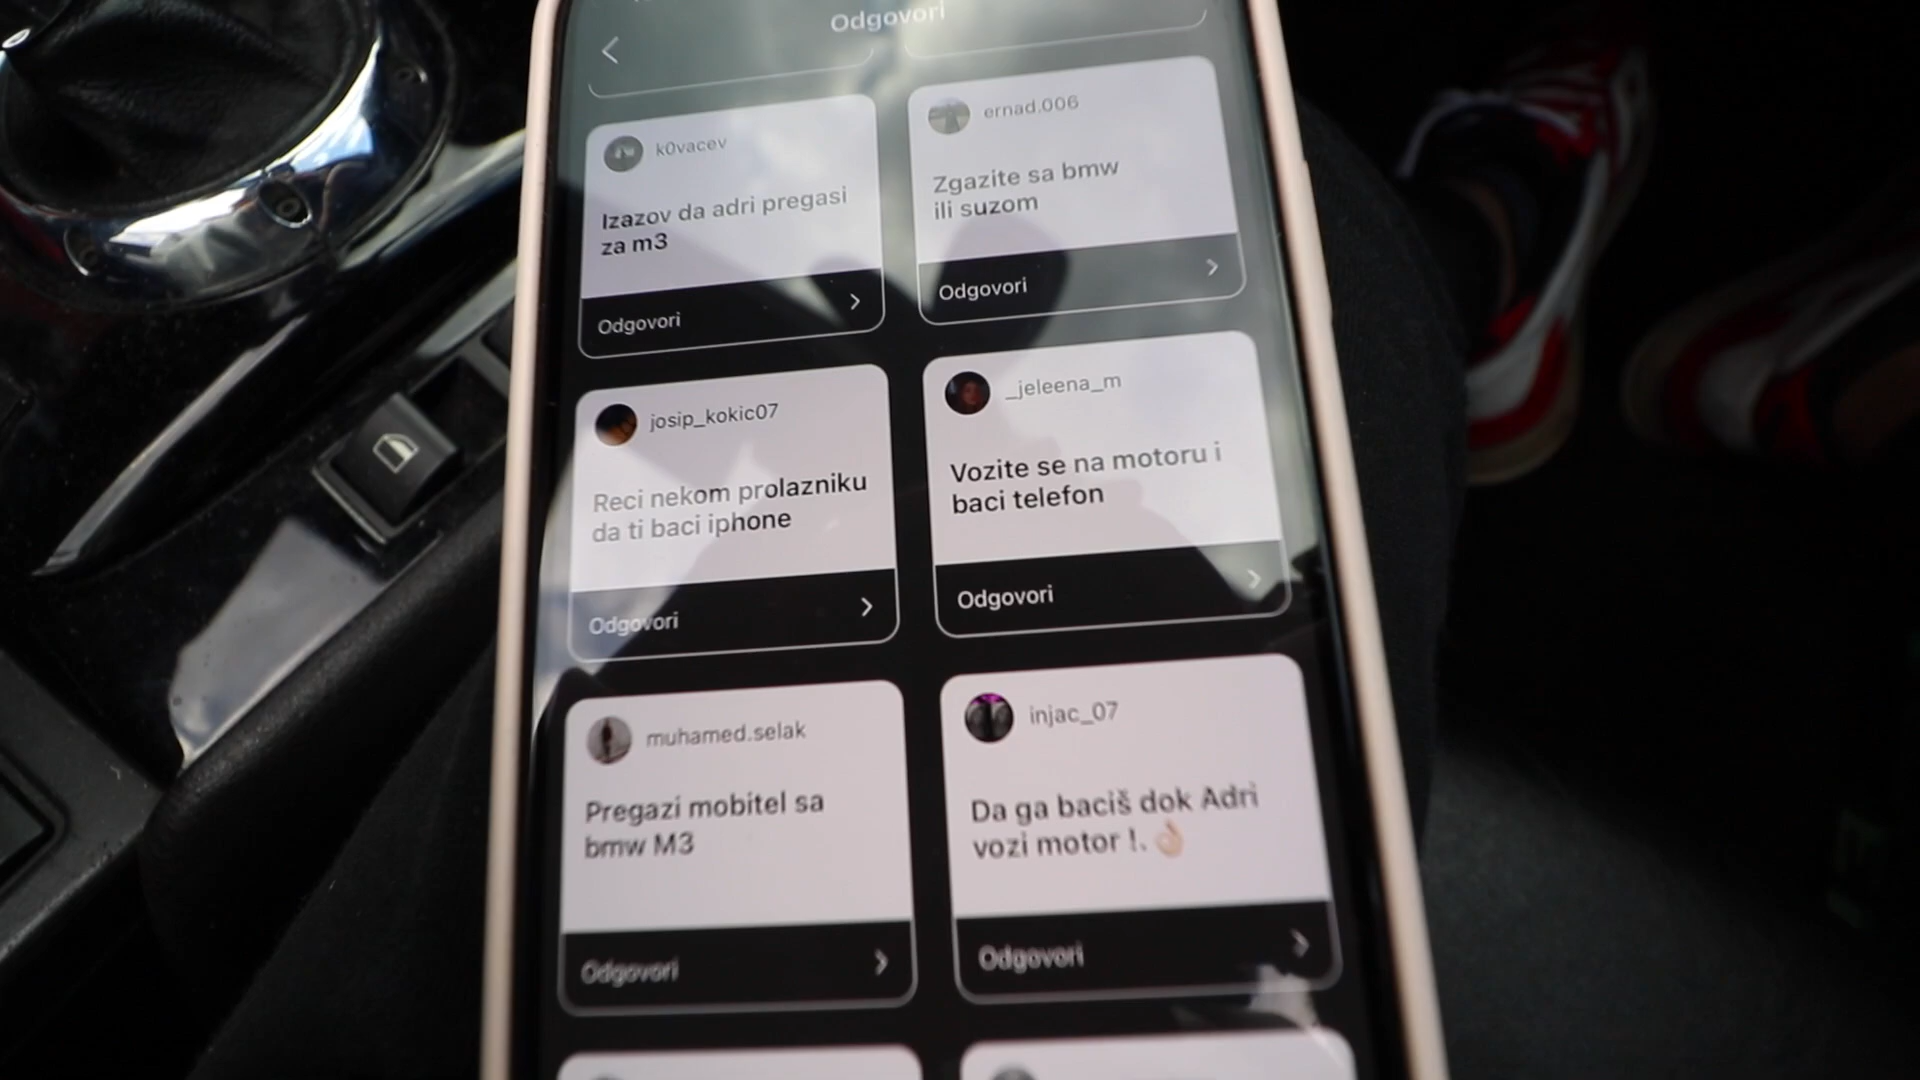 Odgovori
k0vacev
Izazov da adri pregasi
za m3
Odgovori
ernad.006
Zgazite sa bmw
ili suzom
Odgovori
josip_kokic07
Reci nekom prolazniku
da ti baci iphone
Odgovori
_jeleena_m
Vozite se na motoru i
baci telefon
Odgovori
muhamed.selak
Pregazi mobitel sa
bmw M3
Odgovori
injac_07
Da ga baciš dok Adri
vozi motor !. 👌🏼
Odgovori